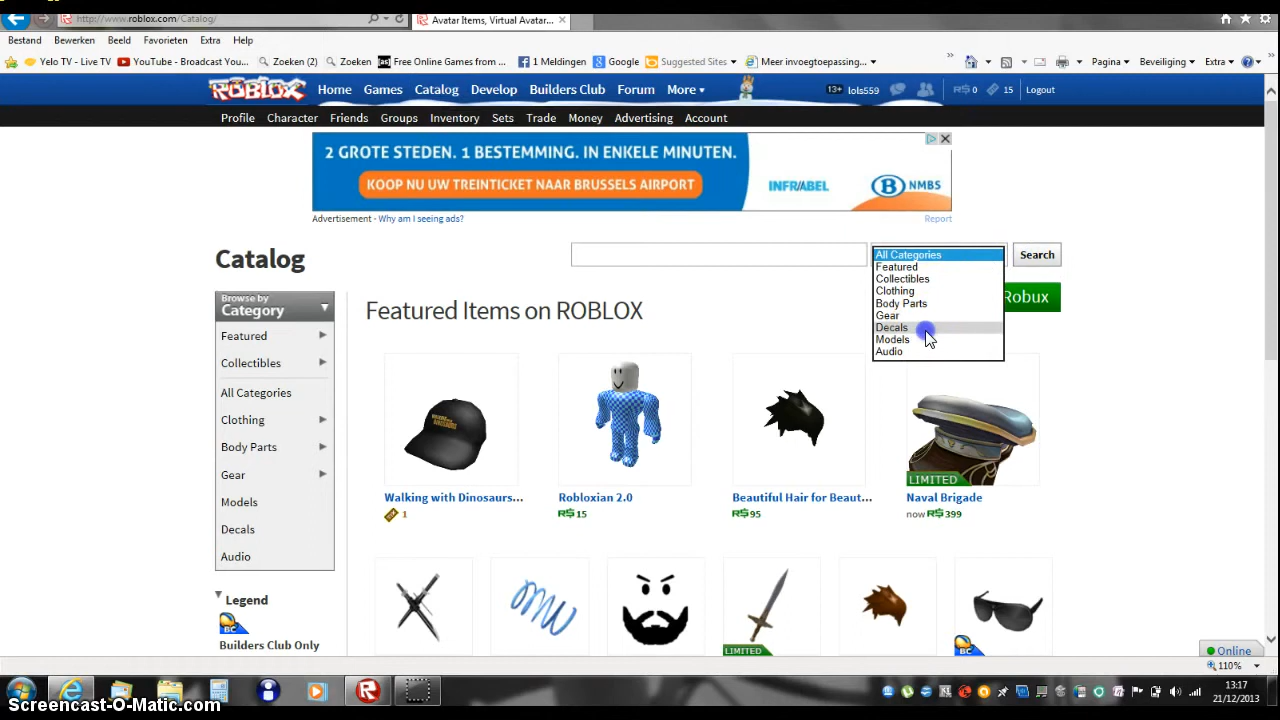 http://www.roblox.com/Catalog/
Avatar Items, Virtual Avatar...
Bestand Bewerken Beeld Favorieten Extra Help
Yelo TV - Live TV YouTube - Broadcast You... Zoeken (2) Zoeken Free Online Games from ... 1 Meldingen Google Suggested Sites Meer invoegtoepassing... Pagina Beveiliging Extra
ROBLOX Home Games Catalog Develop Builders Club Forum More 13+ lols559 R$ 0 15 Logout
Profile Character Friends Groups Inventory Sets Trade Money Advertising Account
2 GROTE STEDEN. 1 BESTEMMING. IN ENKELE MINUTEN.
KOOP NU UW TREINTICKET NAAR BRUSSELS AIRPORT
INFRABEL
B NMBS
Advertisement - Why am I seeing ads? Report
Catalog
Search
All Categories
Featured
Collectibles
Clothing
Body Parts
Gear
Decals
Models
Audio
Robux
Browse by
Category
Featured
Collectibles
All Categories
Clothing
Body Parts
Gear
Models
Decals
Audio
Legend
BC
Builders Club Only
Featured Items on ROBLOX
LIMITED
Walking with Dinosaurs... Robloxian 2.0 Beautiful Hair for Beaut... Naval Brigade
1 R$ 15 R$ 95 now R$ 399
LIMITED
BC
Online
110%
13:17
21/12/2013
Screencast-O-Matic.com